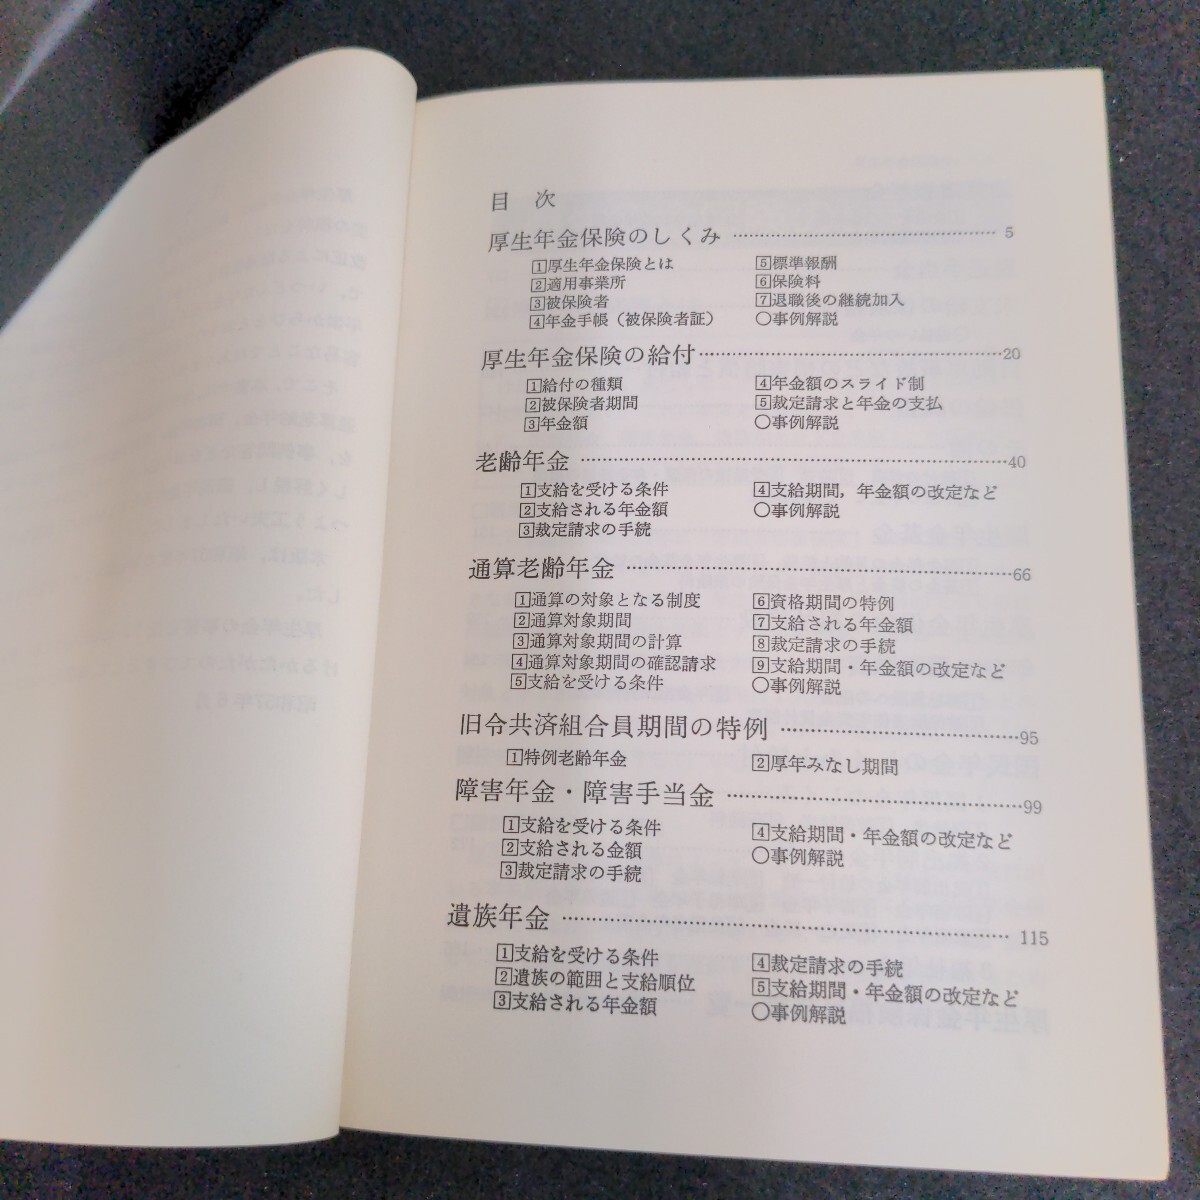 目　次
厚生年金保険のしくみ ………………………… 5
1厚生年金保険とは
2適用事業所
3被保険者
4年金手帳（被保険者証）
5標準報酬
6保険料
7退職後の継続加入
〇事例解説
厚生年金保険の給付 ………………………… 20
1給付の種類
2被保険者期間
3年金額
4年金額のスライド制
5裁定請求と年金の支払
〇事例解説
老齢年金 ………………………… 40
1支給を受ける条件
2支給される年金額
3裁定請求の手続
4支給期間，年金額の改定など
〇事例解説
通算老齢年金 ………………………… 66
1通算の対象となる制度
2通算対象期間
3通算対象期間の計算
4通算対象期間の確認請求
5支給を受ける条件
6資格期間の特例
7支給される年金額
8裁定請求の手続
9支給期間・年金額の改定など
〇事例解説
旧令共済組合員期間の特例 ………………………… 95
1特例老齢年金
2厚年みなし期間
障害年金・障害手当金 ………………………… 99
1支給を受ける条件
2支給される金額
3裁定請求の手続
4支給期間・年金額の改定など
〇事例解説
遺族年金 ………………………… 115
1支給を受ける条件
2遺族の範囲と支給順位
3支給される年金額
4裁定請求の手続
5支給期間・年金額の改定など
〇事例解説